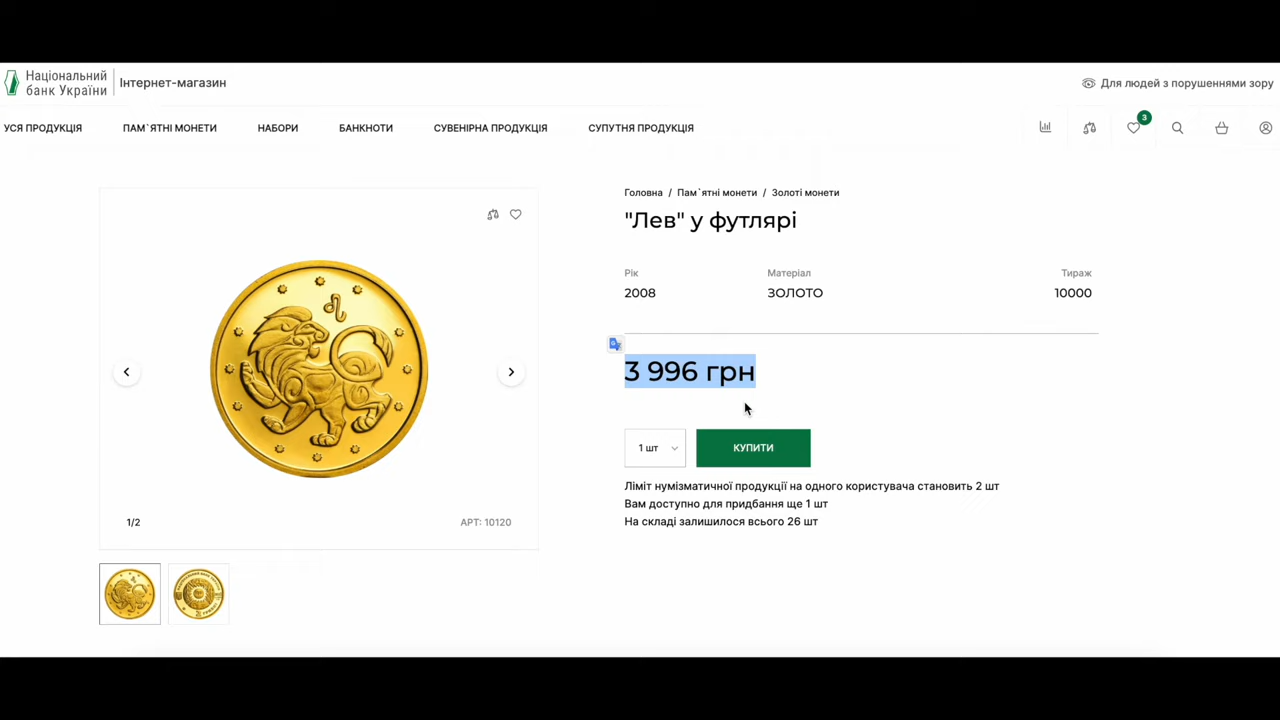 Національний
банк України
Інтернет-магазин
Для людей з порушеннями зору
УСЯ ПРОДУКЦІЯ
ПАМ`ЯТНІ МОНЕТИ
НАБОРИ
БАНКНОТИ
СУВЕНІРНА ПРОДУКЦІЯ
СУПУТНЯ ПРОДУКЦІЯ
3
Головна / Пам`ятні монети / Золоті монети
"Лев" у футлярі
Рік
Матеріал
Тираж
2008
ЗОЛОТО
10000
3 996 грн
1 шт
КУПИТИ
Ліміт нумізматичної продукції на одного користувача становить 2 шт
Вам доступно для придбання ще 1 шт
На складі залишилося всього 26 шт
1/2
АРТ: 10120